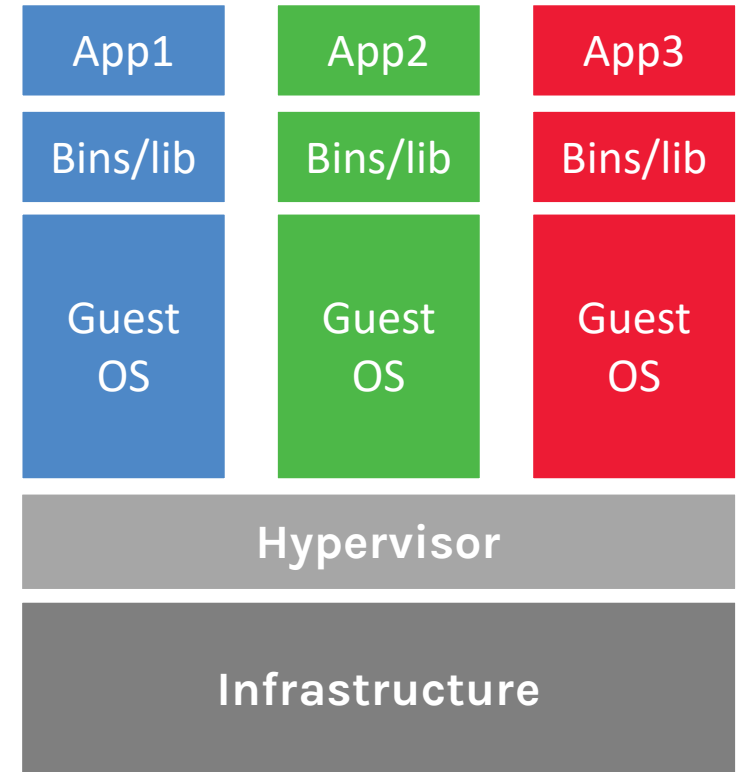 App1
App2
App3
Bins/lib
Bins/lib
Bins/lib
Guest
OS
Guest
OS
Guest
OS
Hypervisor
Infrastructure